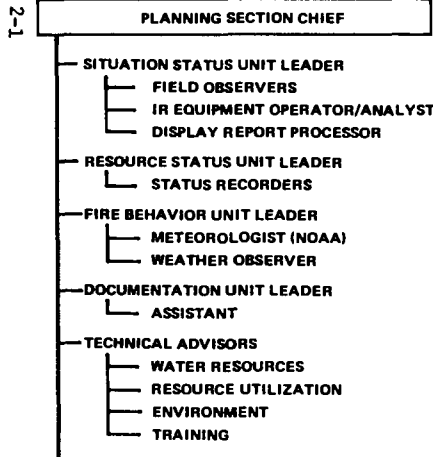 2-1
PLANNING SECTION CHIEF
SITUATION STATUS UNIT LEADER
FIELD OBSERVERS
IR EQUIPMENT OPERATOR/ANALYST
DISPLAY REPORT PROCESSOR
RESOURCE STATUS UNIT LEADER
STATUS RECORDERS
FIRE BEHAVIOR UNIT LEADER
METEOROLOGIST (NOAA)
WEATHER OBSERVER
DOCUMENTATION UNIT LEADER
ASSISTANT
TECHNICAL ADVISORS
WATER RESOURCES
RESOURCE UTILIZATION
ENVIRONMENT
TRAINING